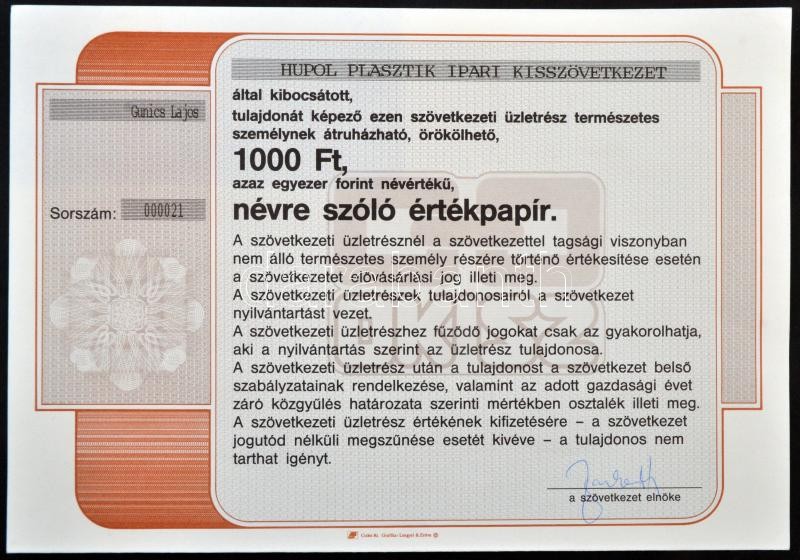 HUPOL PLASZTIK IPARI KISSZÖVETKEZET
Gunics Lajos
Sorszám: 000021
által kibocsátott,
tulajdonát képező ezen szövetkezeti üzletrész természetes
személynek átruházható, örökölhető,
1000 Ft,
azaz egyezer forint névértékű,
névre szóló értékpapír.
A szövetkezeti üzletrésznél a szövetkezettel tagsági viszonyban
nem álló természetes személy részére történő értékesítése esetén
a szövetkezetet elővásárlási jog illeti meg.
A szövetkezeti üzletrészek tulajdonosairól a szövetkezet
nyilvántartást vezet.
A szövetkezeti üzletrészhez fűződő jogokat csak az gyakorolhatja,
aki a nyilvántartás szerint az üzletrész tulajdonosa.
A szövetkezeti üzletrész után a tulajdonost a szövetkezet belső
szabályzatainak rendelkezése, valamint az adott gazdasági évet
záró közgyűlés határozata szerinti mértékben osztalék illeti meg.
A szövetkezeti üzletrész értékének kifizetésére – a szövetkezet
jogutód nélküli megszűnése esetét kivéve – a tulajdonos nem
tarthat igényt.
a szövetkezet elnöke
OKISZ